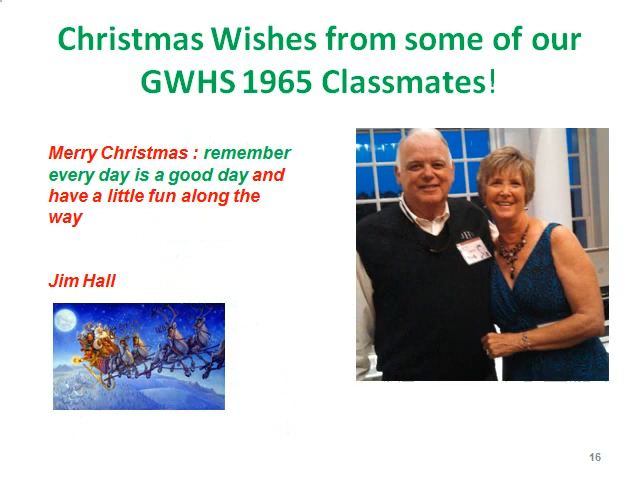 Christmas Wishes from some of our
GWHS 1965 Classmates!
Merry Christmas : remember
every day is a good day and
have a little fun along the
way
Jim Hall
16